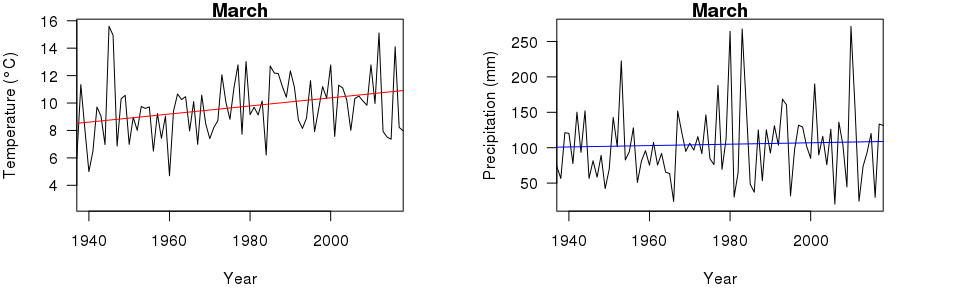 March
Temperature (°C)
16
14
12
10
8
6
4
1940 1960 1980 2000
Year
March
Precipitation (mm)
250
200
150
100
50
1940 1960 1980 2000
Year